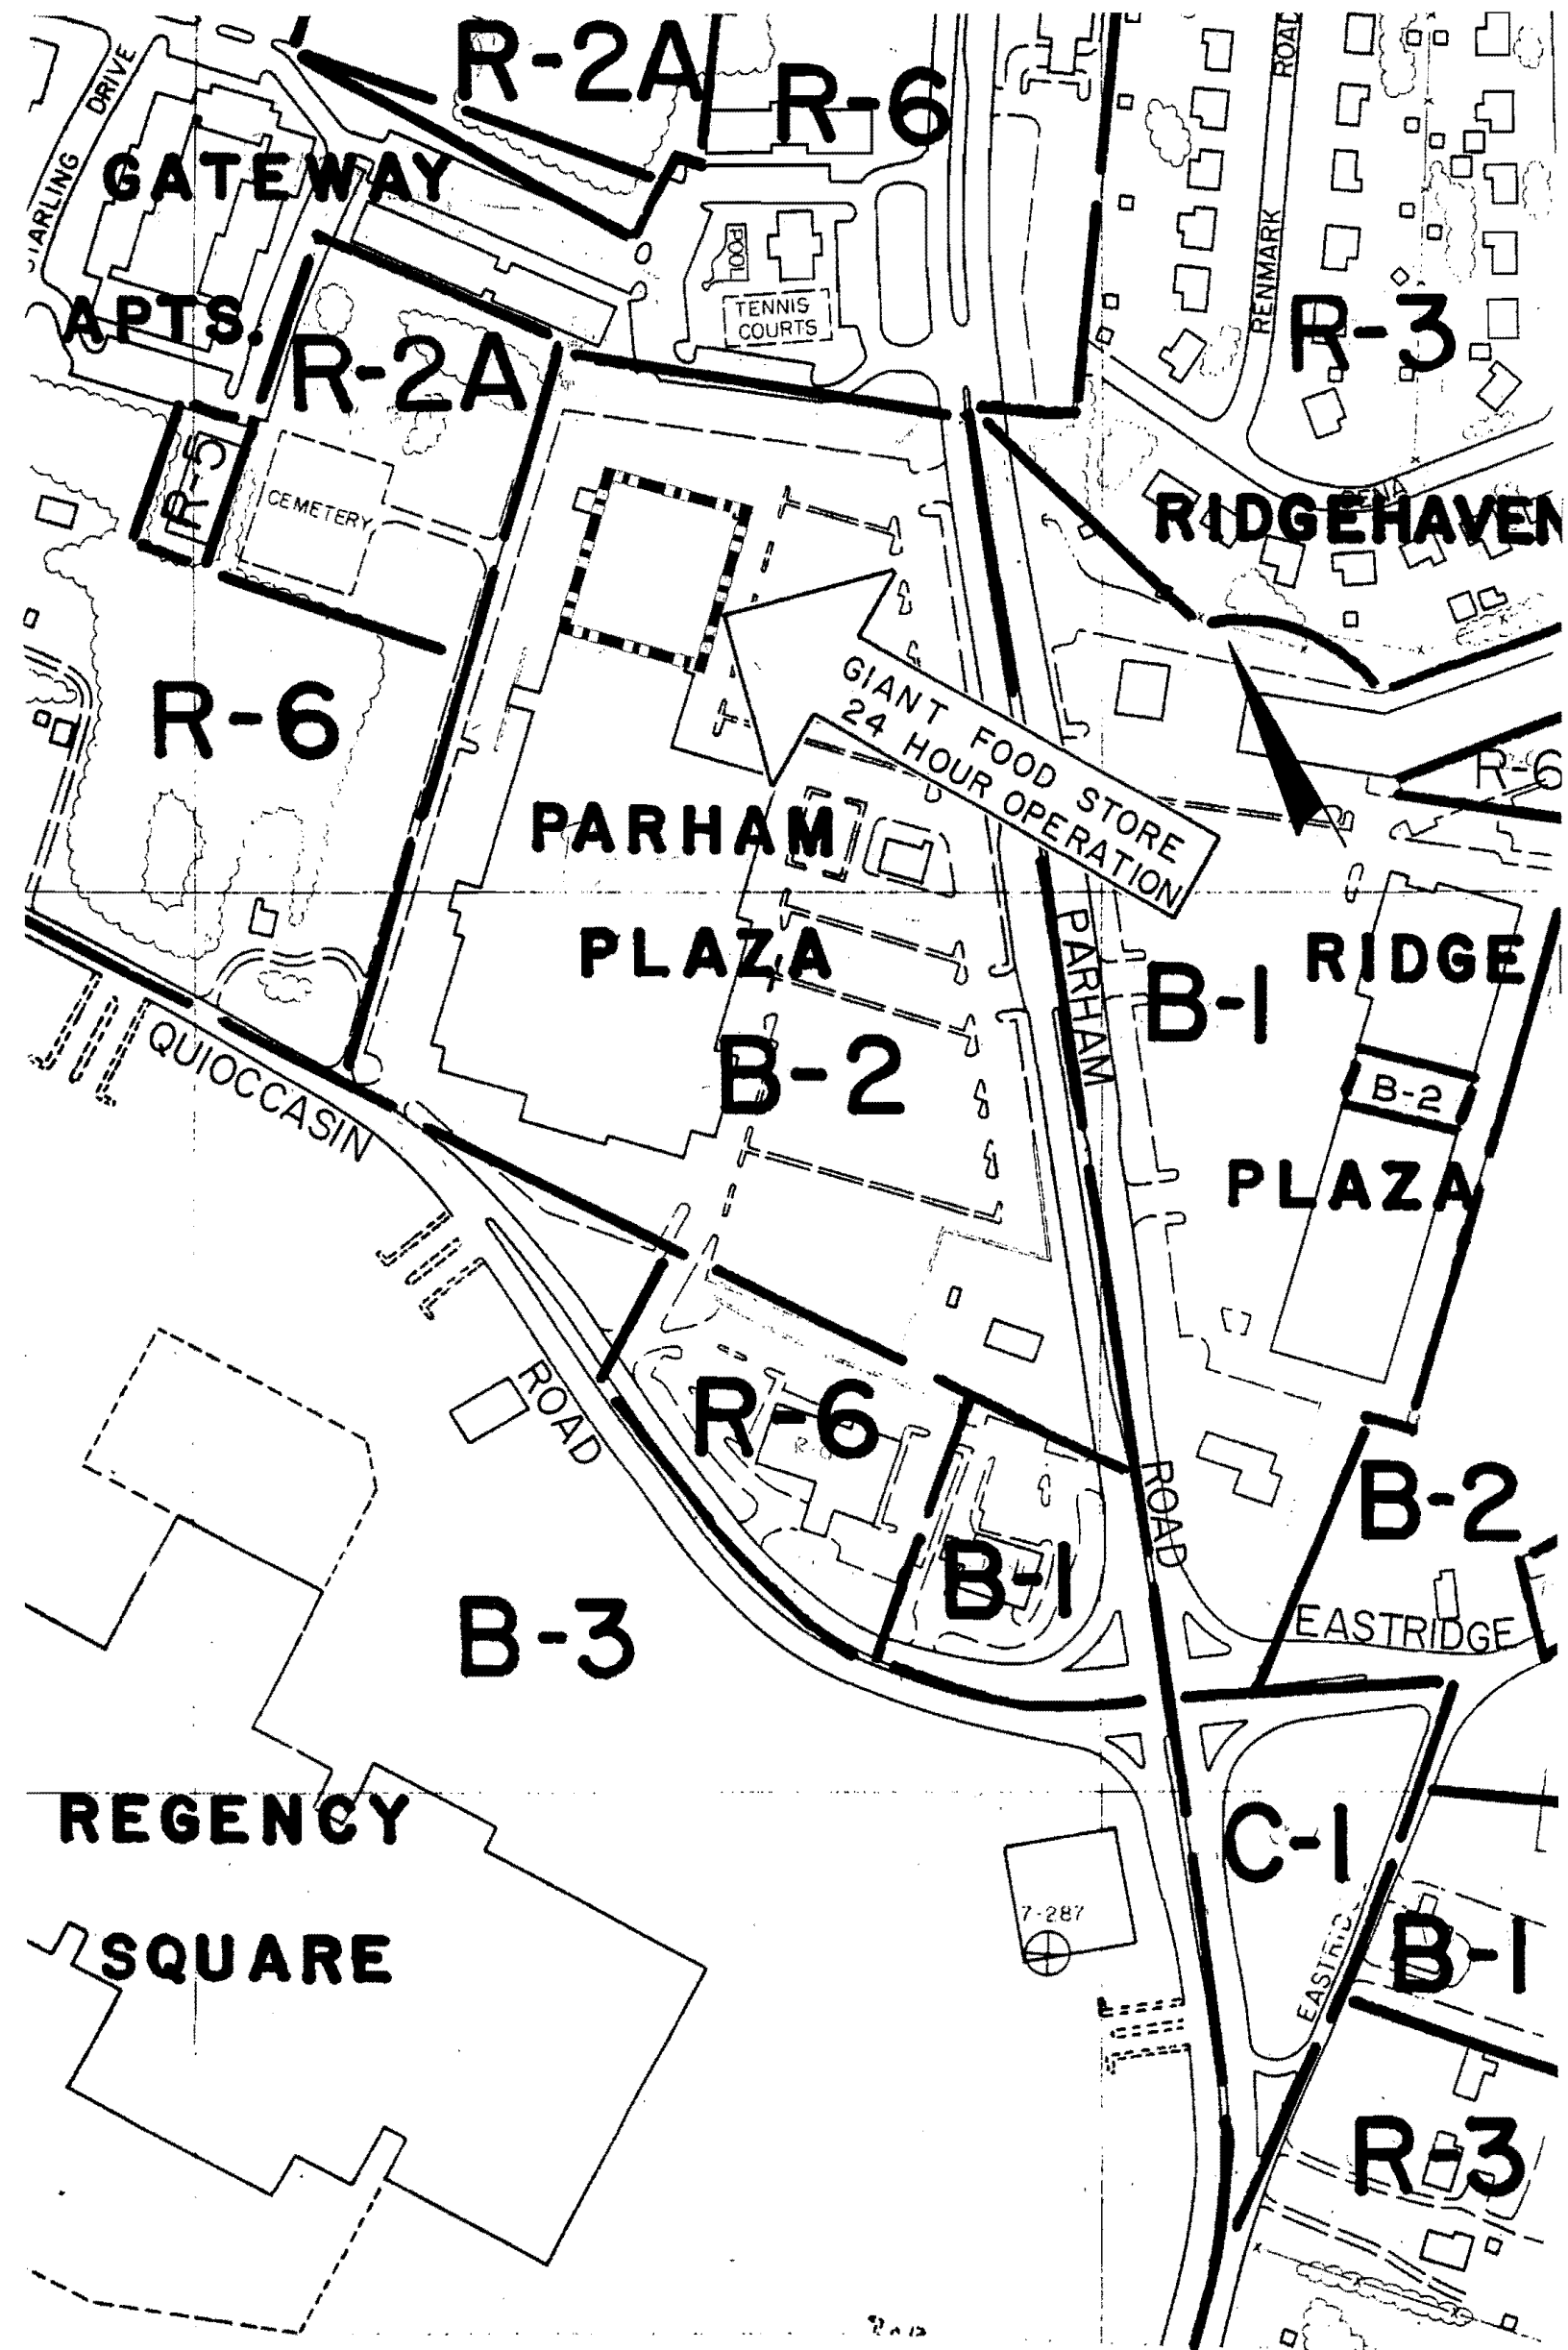 R-2A
R-6
ROAD
DRIVE
STARLING
GATEWAY
APTS.
POOL
TENNIS
COURTS
RENMARK
R-3
R-2A
R-5
CEMETERY
RIDGEHAVEN
R-6
GIANT FOOD STORE
24 HOUR OPERATION
R-6
PARHAM
PLAZA
B-2
PARHAM
B-1
RIDGE
B-2
PLAZA
QUIOCCASIN
ROAD
R-6
B-1
ROAD
B-2
EASTRIDGE
B-3
REGENCY
SQUARE
7-287
C-1
B-1
R-3